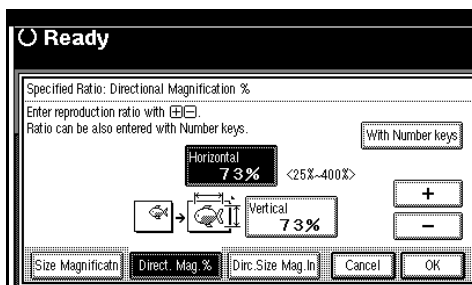 Ready
Specified Ratio: Directional Magnification %
Enter reproduction ratio with ⊞⊟.
Ratio can be also entered with Number keys.
With Number keys
Horizontal
73%
<25%~400%>
+
Vertical
73%
−
Size Magnificatn
Direct. Mag.%
Dirc.Size Mag.In
Cancel
OK